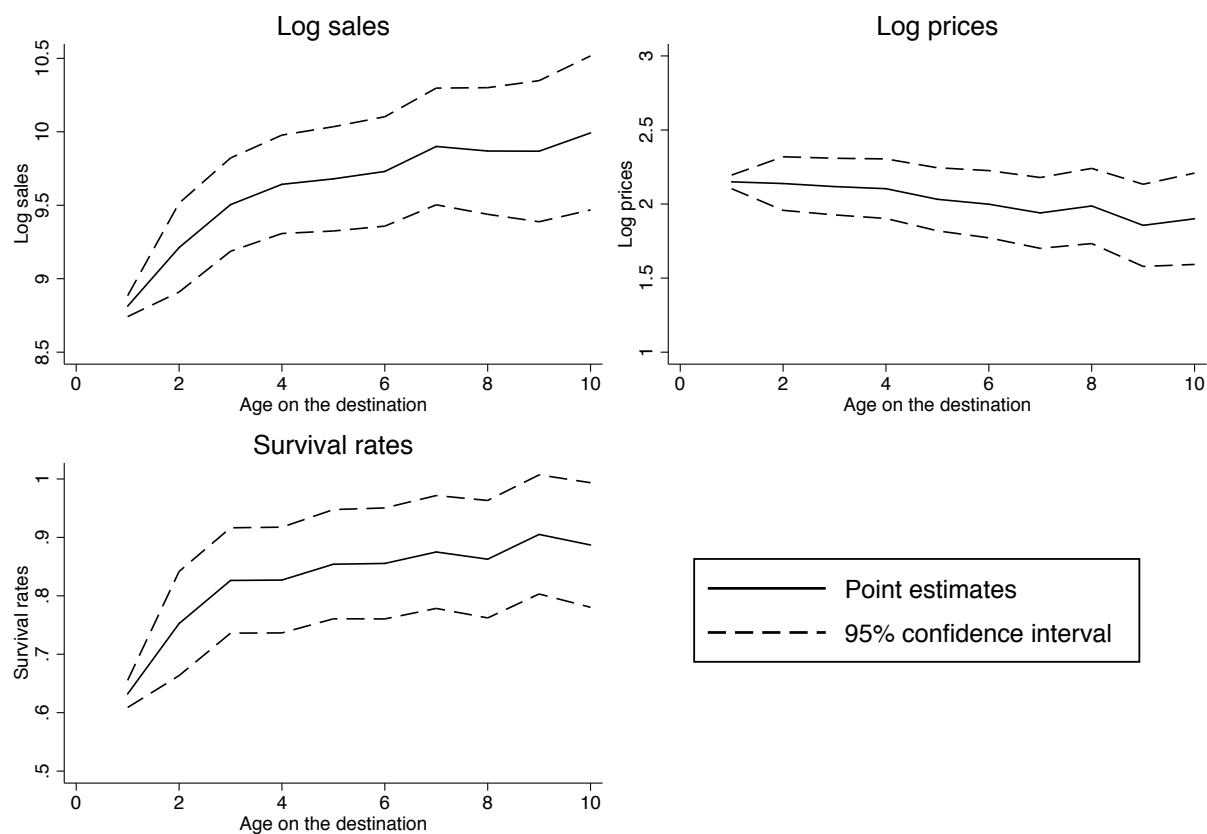 Log sales
Log sales
8.5
9
9.5
10
10.5
0 2 4 6 8 10
Age on the destination
Log prices
Log prices
1
1.5
2
2.5
3
0 2 4 6 8 10
Age on the destination
Survival rates
Survival rates
.5
.6
.7
.8
.9
1
0 2 4 6 8 10
Age on the destination
Point estimates
95% confidence interval